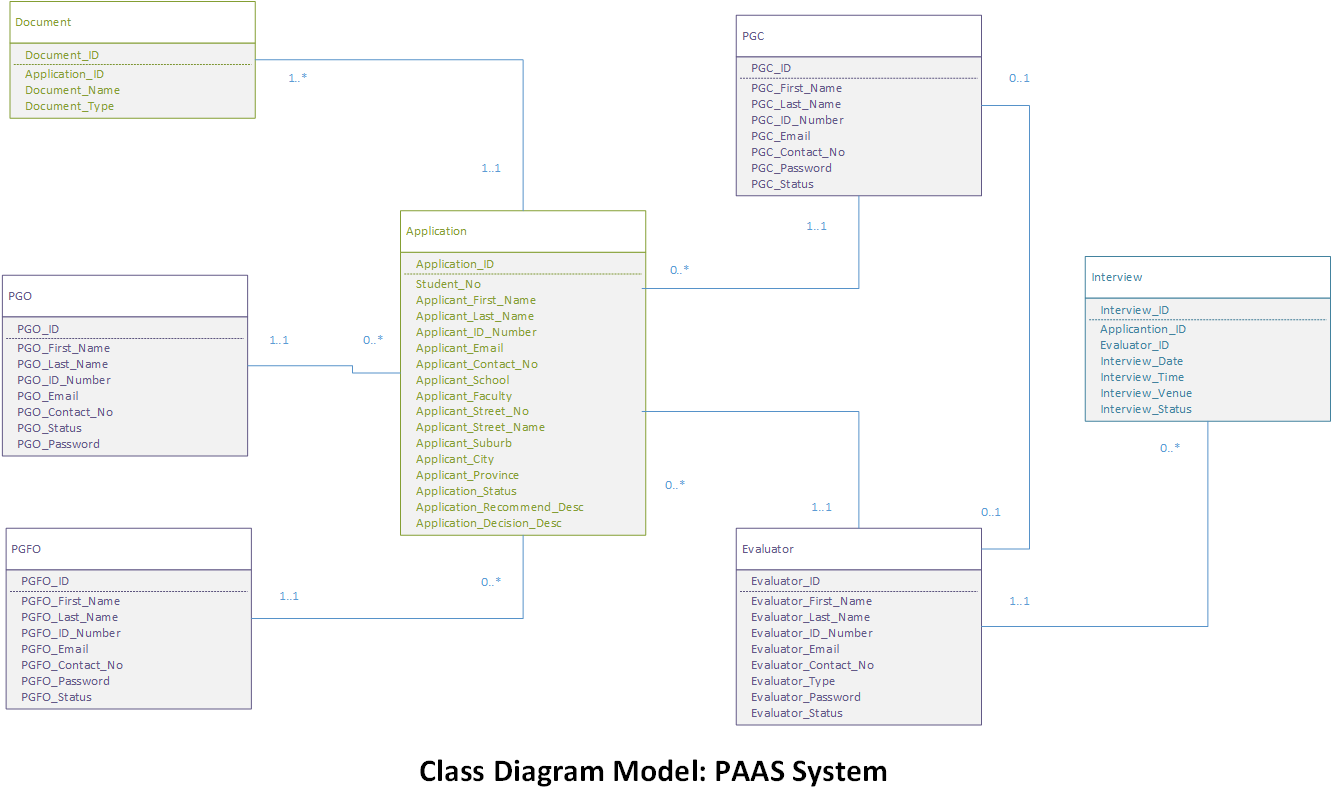 Document
Document_ID
Application_ID
Document_Name
Document_Type
1..*
1..1
PGC
PGC_ID
PGC_First_Name
PGC_Last_Name
PGC_ID_Number
PGC_Email
PGC_Contact_No
PGC_Password
PGC_Status
0..1
1..1
0..*
Application
Application_ID
Student_No
Applicant_First_Name
Applicant_Last_Name
Applicant_ID_Number
Applicant_Email
Applicant_Contact_No
Applicant_School
Applicant_Faculty
Applicant_Street_No
Applicant_Street_Name
Applicant_Suburb
Applicant_City
Applicant_Province
Application_Status
Application_Recommend_Desc
Application_Decision_Desc
Interview
Interview_ID
Applicantion_ID
Evaluator_ID
Interview_Date
Interview_Time
Interview_Venue
Interview_Status
0..*
PGO
PGO_ID
PGO_First_Name
PGO_Last_Name
PGO_ID_Number
PGO_Email
PGO_Contact_No
PGO_Status
PGO_Password
1..1
0..*
0..*
1..1
0..1
PGFO
PGFO_ID
PGFO_First_Name
PGFO_Last_Name
PGFO_ID_Number
PGFO_Email
PGFO_Contact_No
PGFO_Password
PGFO_Status
1..1
0..*
Evaluator
Evaluator_ID
Evaluator_First_Name
Evaluator_Last_Name
Evaluator_ID_Number
Evaluator_Email
Evaluator_Contact_No
Evaluator_Type
Evaluator_Password
Evaluator_Status
1..1
Class Diagram Model: PAAS System